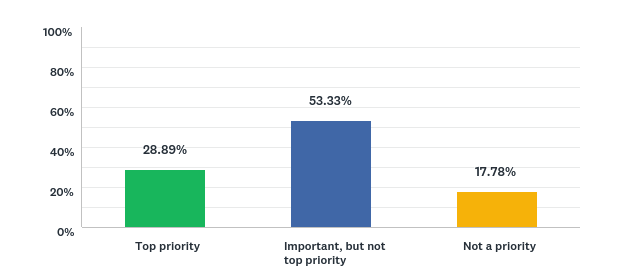 100%
80%
60%
40%
20%
0%
28.89%
53.33%
17.78%
Top priority
Important, but not
top priority
Not a priority